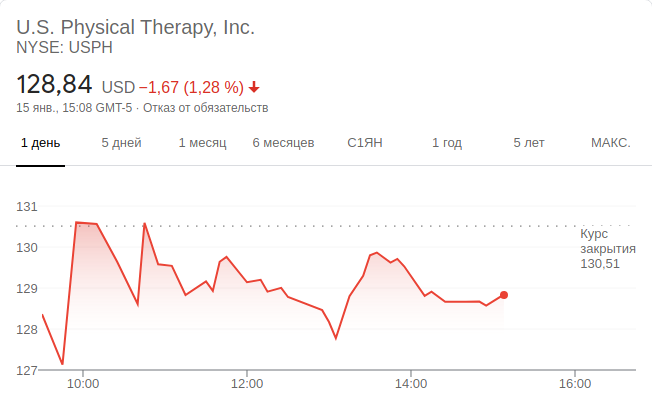 U.S. Physical Therapy, Inc.
NYSE: USPH
128,84 USD −1,67 (1,28 %)
15 янв., 15:08 GMT-5 · Отказ от обязательств
1 день 5 дней 1 месяц 6 месяцев С1ЯН 1 год 5 лет МАКС.
131
Курс
закрытия
130,51
130
129
128
127
10:00 12:00 14:00 16:00